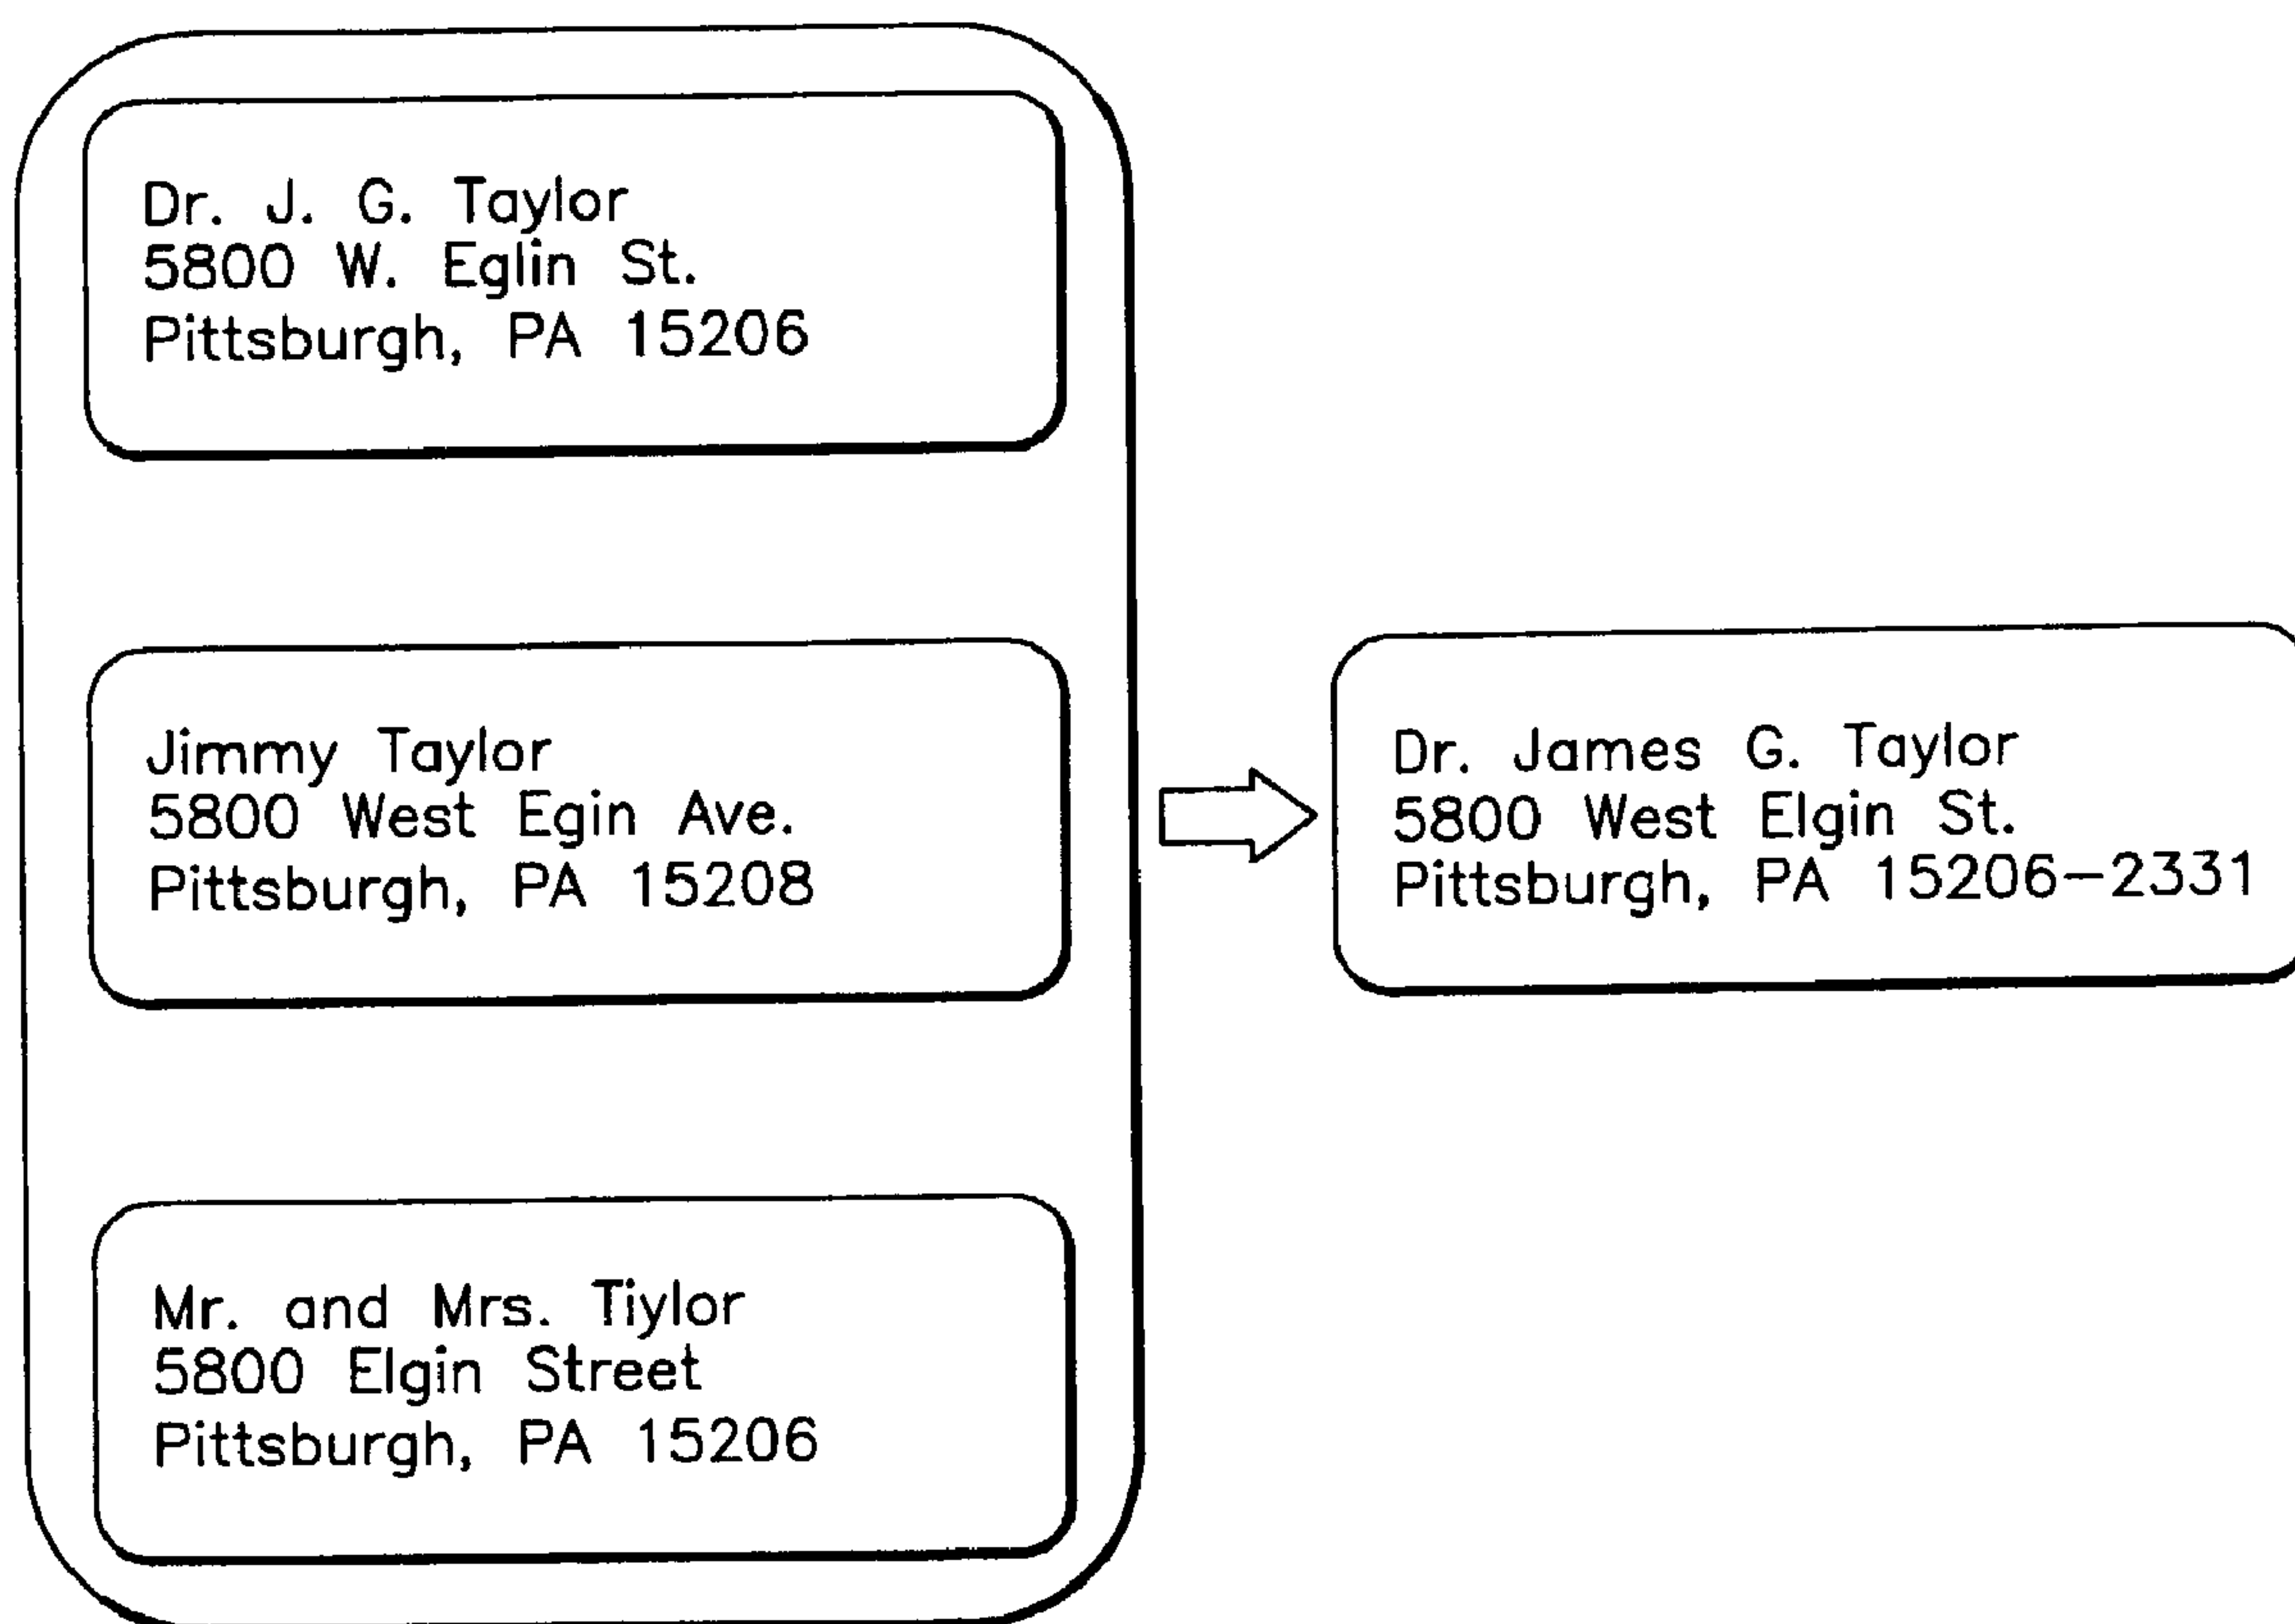 Dr. J. G. Taylor
5800 W. Eglin St.
Pittsburgh, PA 15206
Jimmy Taylor
5800 West Egin Ave.
Pittsburgh, PA 15208
Mr. and Mrs. Tiylor
5800 Elgin Street
Pittsburgh, PA 15206
Dr. James G. Taylor
5800 West Elgin St.
Pittsburgh, PA 15206-2331